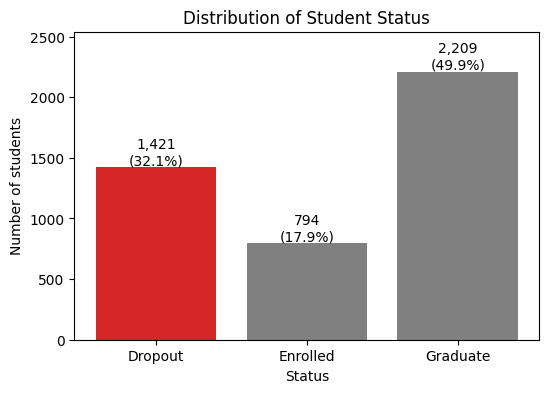 Distribution of Student Status
Number of students
2500
2000
1500
1000
500
0
1,421
(32.1%)
794
(17.9%)
2,209
(49.9%)
Dropout
Enrolled
Graduate
Status